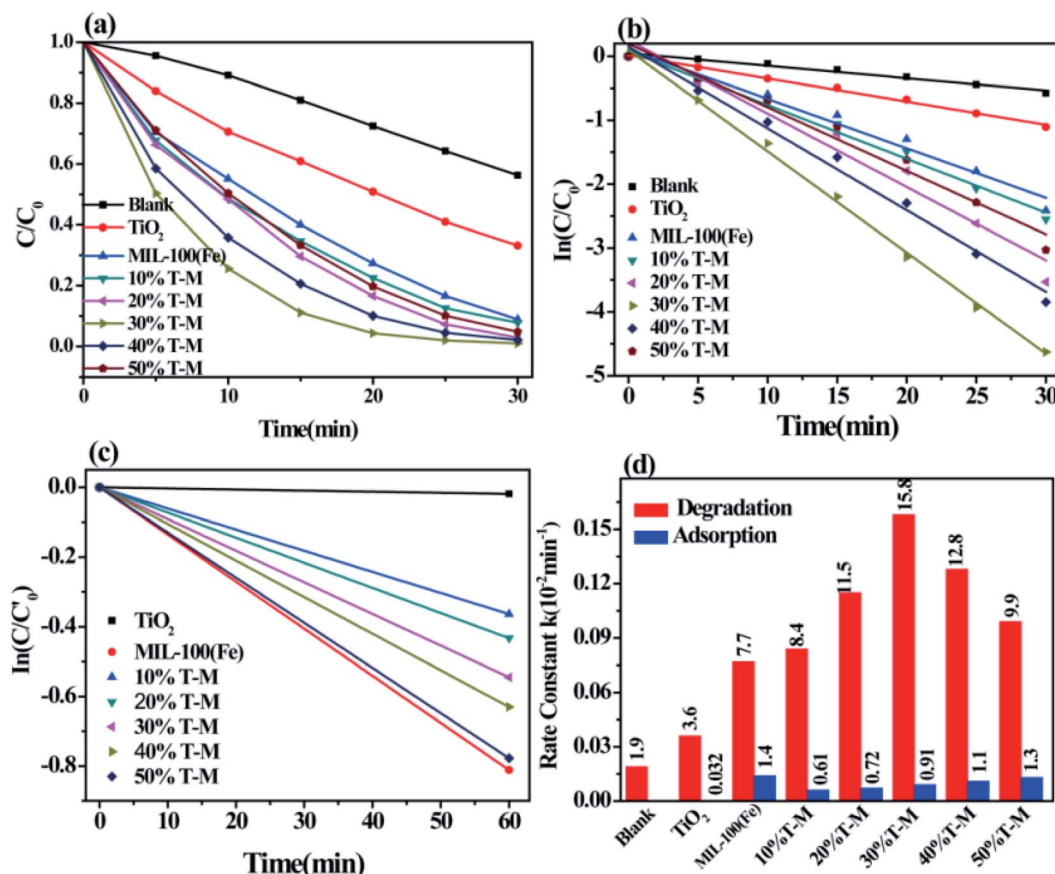 (a)
1.0
0.8
0.6
0.4
0.2
0.0
C/C₀
Blank
TiO₂
MIL-100(Fe)
10% T-M
20% T-M
30% T-M
40% T-M
50% T-M
0 10 20 30
Time(min)
(b)
0
-1
-2
-3
-4
-5
In(C/C₀)
Blank
TiO₂
MIL-100(Fe)
10% T-M
20% T-M
30% T-M
40% T-M
50% T-M
0 5 10 15 20 25 30
Time(min)
(c)
0.0
-0.2
-0.4
-0.6
-0.8
In(C/C'₀)
TiO₂
MIL-100(Fe)
10% T-M
20% T-M
30% T-M
40% T-M
50% T-M
0 10 20 30 40 50 60
Time(min)
(d)
Degradation
Adsorption
0.15
0.12
0.09
0.06
0.03
0.00
Rate Constant k(10⁻²min⁻¹)
1.9
3.6
0.032
7.7
1.4
8.4
0.61
11.5
0.72
15.8
0.91
12.8
1.1
9.9
1.3
Blank
TiO₂
MIL-100(Fe)
10%T-M
20%T-M
30%T-M
40%T-M
50%T-M